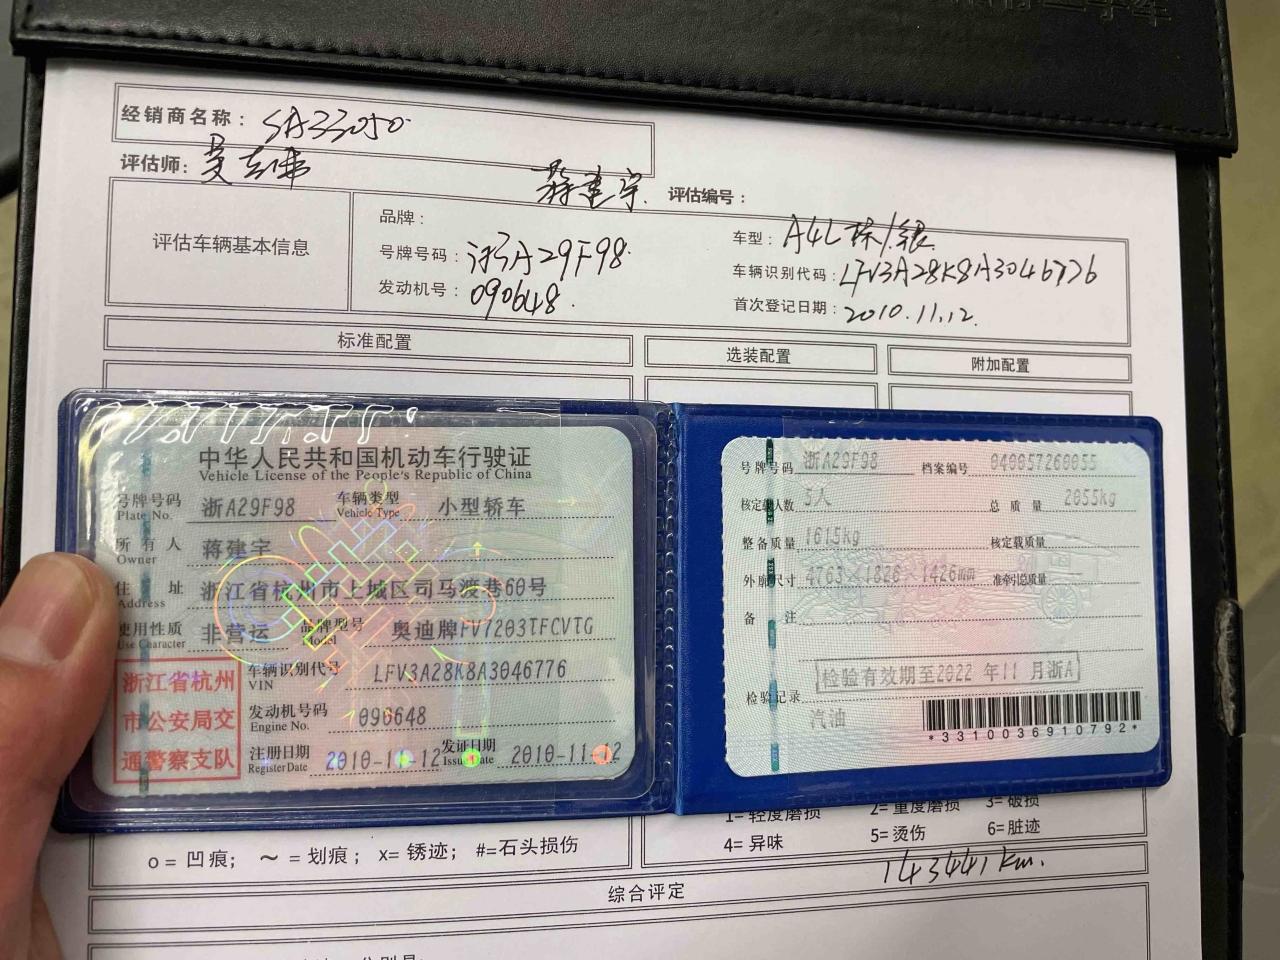 经销商名称：SA33050
评估师：
蒋建宇 评估编号：
评估车辆基本信息
品牌：
车型：A4L 棕/银
号牌号码：浙A29F98
车辆识别代码：LFV3A28K8A3046776
发动机号：090648
首次登记日期：2010.11.12.
标准配置
选装配置
附加配置
中华人民共和国机动车行驶证
Vehicle License of the People's Republic of China
号牌号码 浙A29F98 车辆类型 小型轿车
Plate No. Vehicle Type
所有人 蒋建宇
Owner
住址 浙江省杭州市上城区司马渡巷60号
Address
使用性质 非营运 品牌型号 奥迪牌FV7203TFCVTG
Use Character Model
浙江省杭州
市公安局交
通警察支队
车辆识别代号 LFV3A28K8A3046776
VIN
发动机号码 090648
Engine No.
注册日期 2010-11-12 发证日期 2010-11-12
Register Date Issue Date
号牌号码 浙A29F98 档案编号 040057260055
核定载人数 5人 总质量 2055kg
整备质量 1615kg 核定载质量
外廓尺寸 4763×1826×1426mm 准牵引总质量
备注
检验有效期至2022年11月浙A
检验记录
汽油
*3310036910792*
1=轻度磨损 2=重度磨损 3=破损
4=异味 5=烫伤 6=脏迹
o=凹痕； ～=划痕； x=锈迹； #=石头损伤
143441km.
综合评定